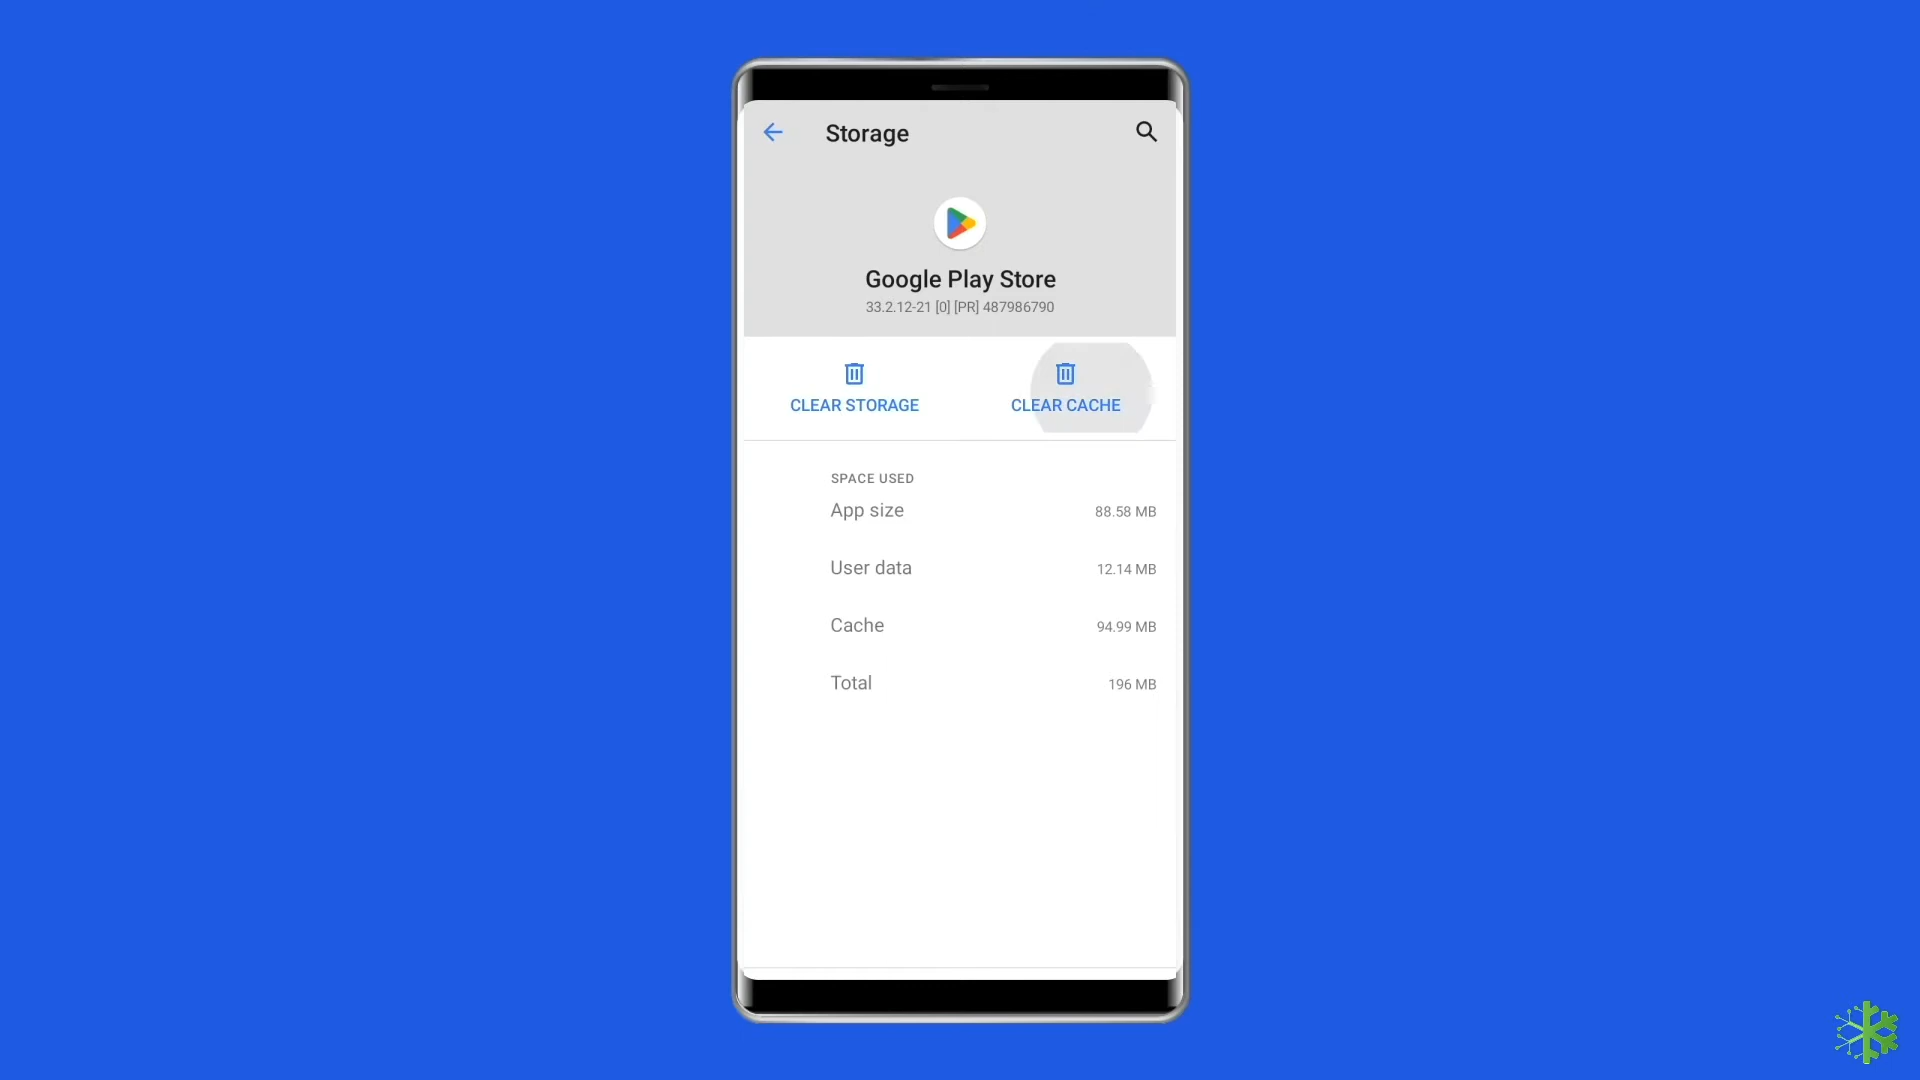 Storage
Google Play Store
33.2.12-21 [0] [PR] 487986790
CLEAR STORAGE
CLEAR CACHE
SPACE USED
App size
88.58 MB
User data
12.14 MB
Cache
94.99 MB
Total
196 MB